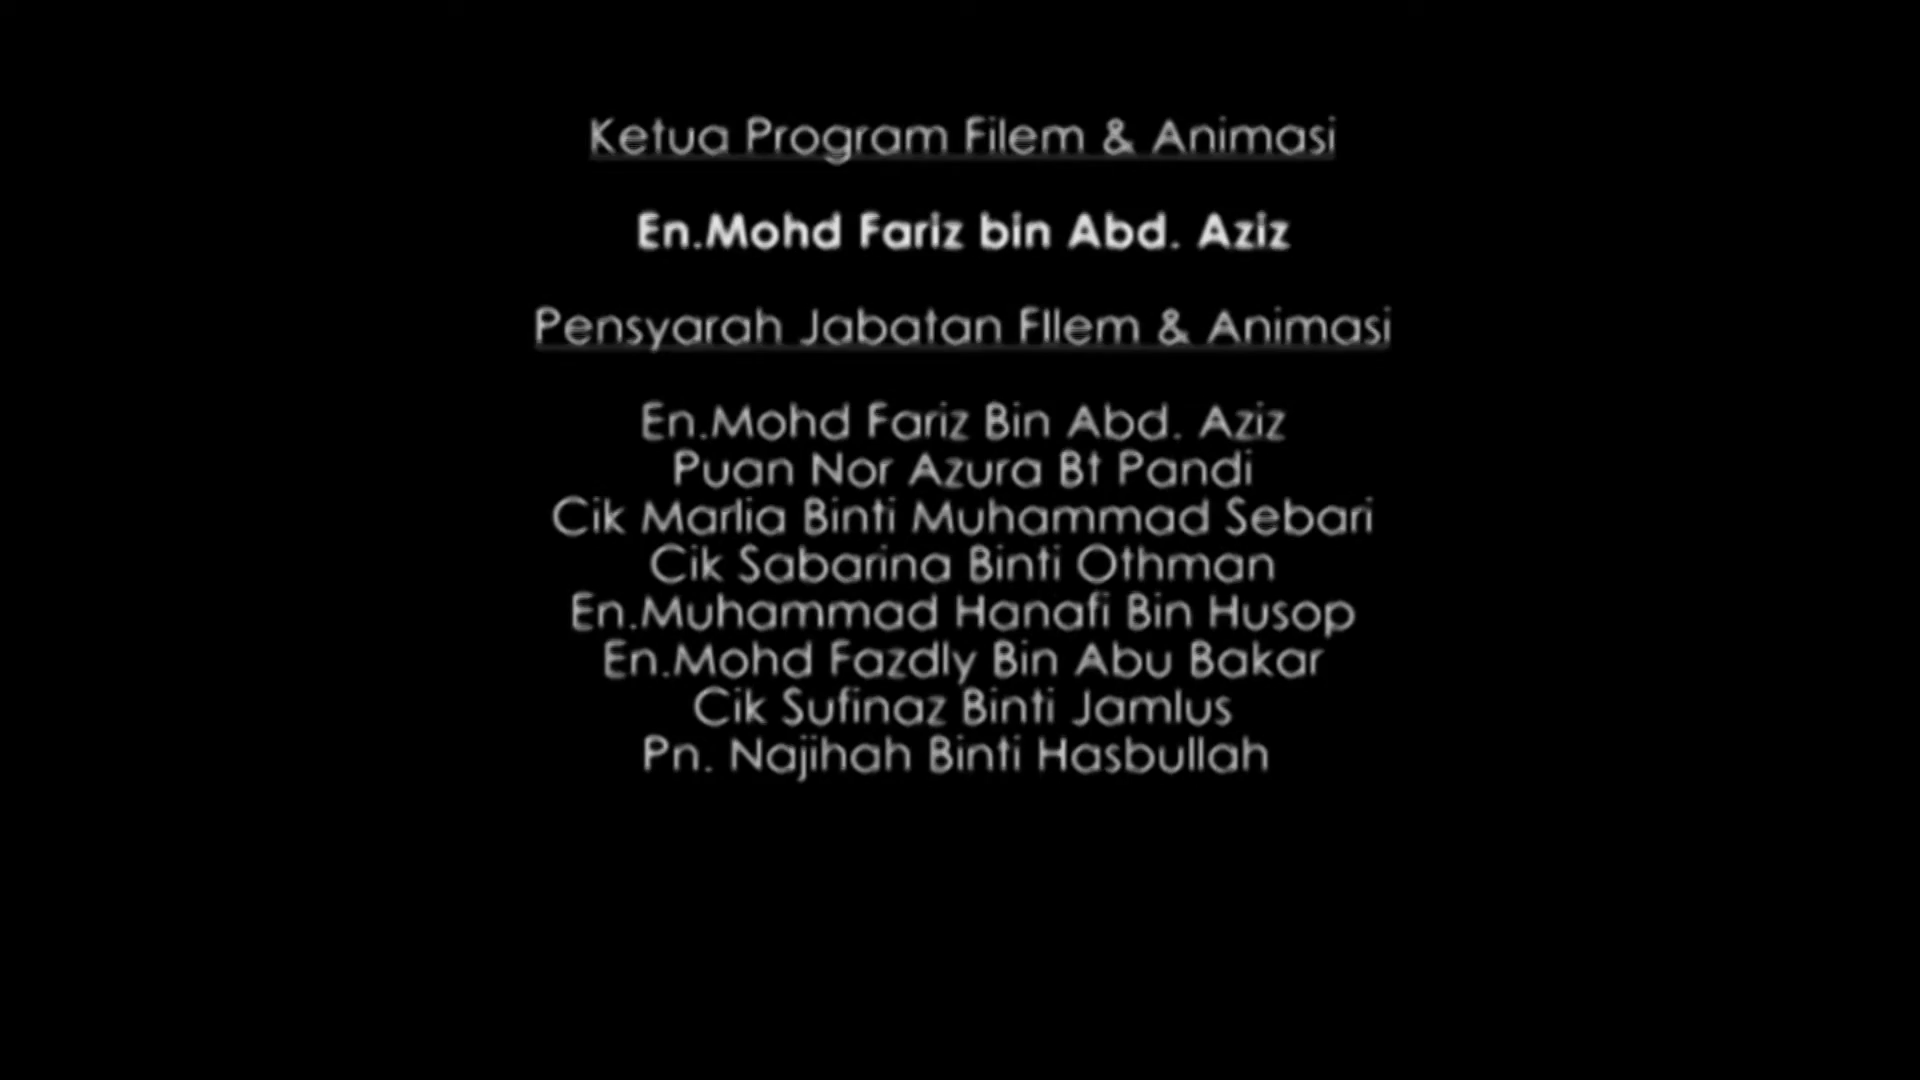 Ketua Program Filem & Animasi
En.Mohd Fariz bin Abd. Aziz
Pensyarah Jabatan FIlem & Animasi
En.Mohd Fariz Bin Abd. Aziz
Puan Nor Azura Bt Pandi
Cik Marlia Binti Muhammad Sebari
Cik Sabarina Binti Othman
En.Muhammad Hanafi Bin Husop
En.Mohd Fazdly Bin Abu Bakar
Cik Sufinaz Binti Jamlus
Pn. Najihah Binti Hasbullah